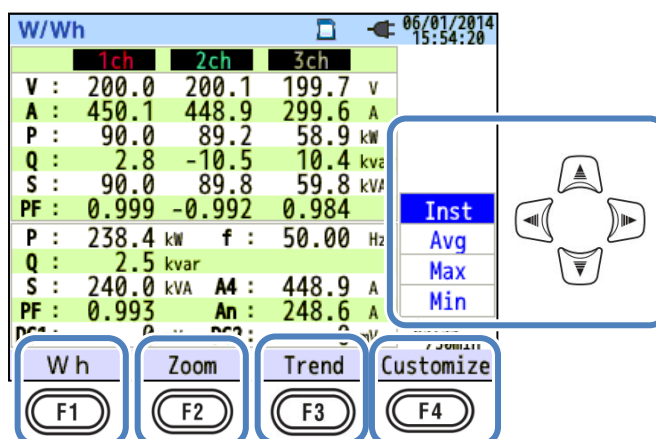 W/Wh 06/01/2014
15:54:20
1ch 2ch 3ch
V : 200.0 200.1 199.7 V
A : 450.1 448.9 299.6 A
P : 90.0 89.2 58.9 kW
Q : 2.8 -10.5 10.4 kva
S : 90.0 89.8 59.8 kVA
PF : 0.999 -0.992 0.984
P : 238.4 kW f : 50.00 Hz
Q : 2.5 kvar
S : 240.0 kVA A4 : 448.9 A
PF : 0.993 An : 248.6 A
Inst
Avg
Max
Min
Wh Zoom Trend Customize
F1 F2 F3 F4